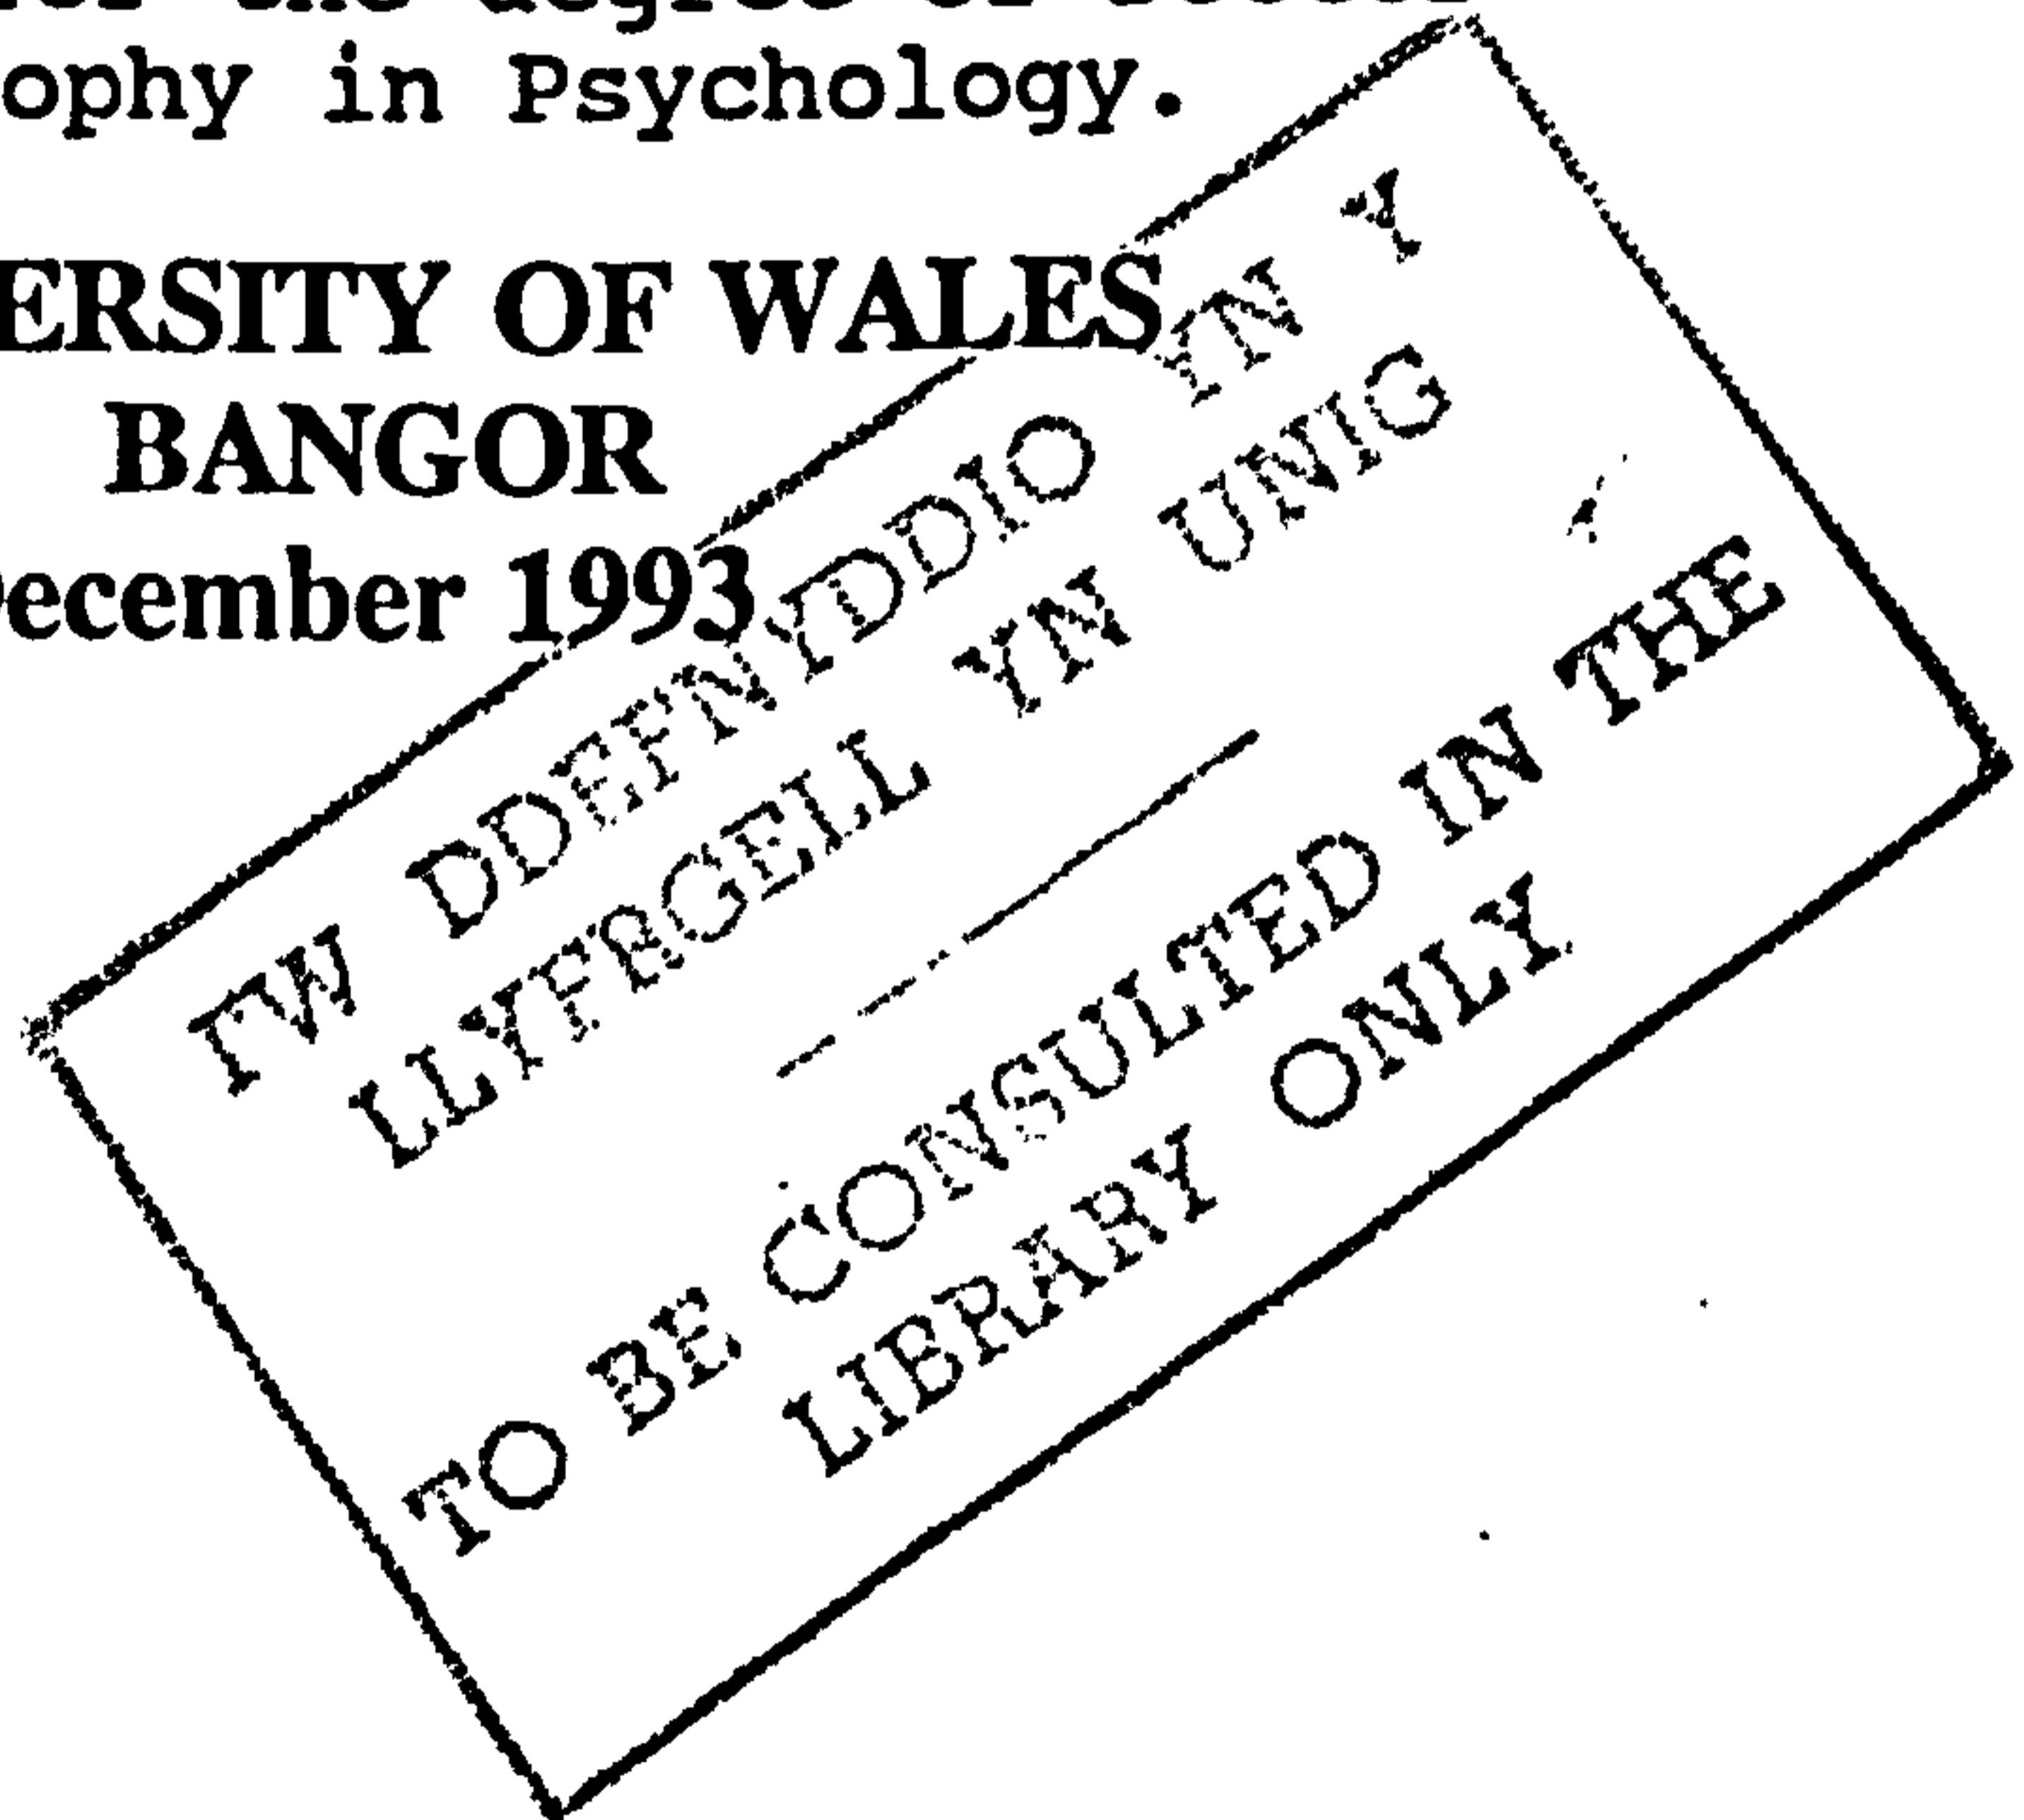 ophy in Psychology.
ERSITY OF WALES
BANGOR
ecember 1993
I'W DDEFNYDDIO YN Y
LLYFRGELL YN UNIG
TO BE CONSULTED IN THE
LIBRARY ONLY